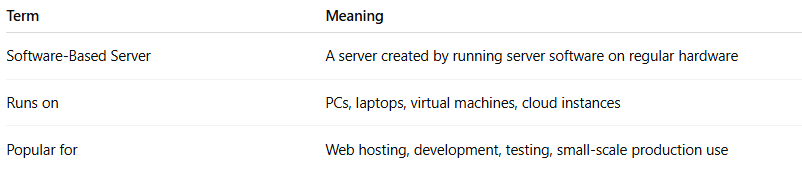 Term Meaning
Software-Based Server A server created by running server software on regular hardware
Runs on PCs, laptops, virtual machines, cloud instances
Popular for Web hosting, development, testing, small-scale production use